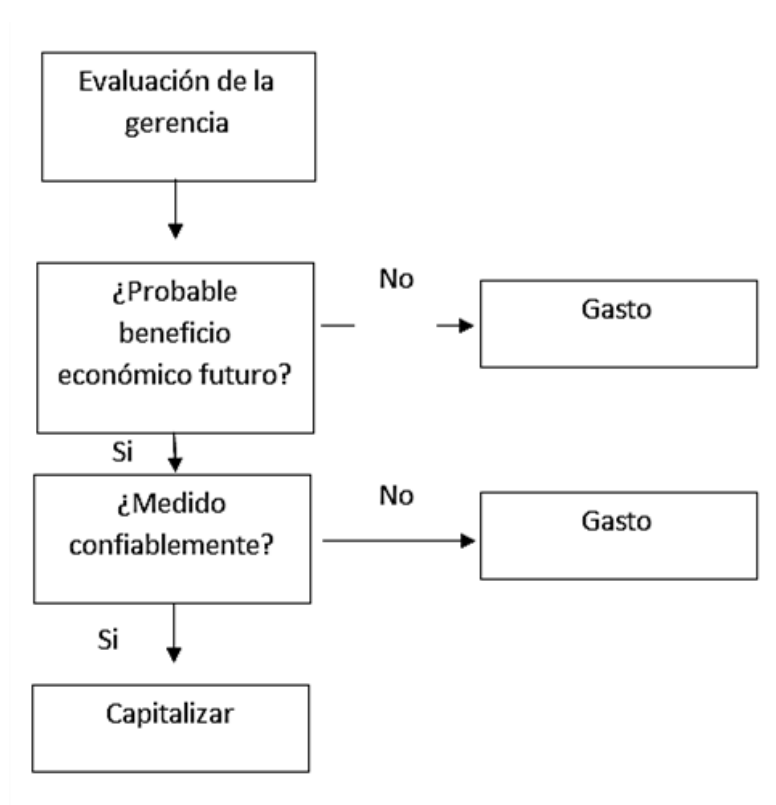 Evaluación de la
gerencia
¿Probable
beneficio
económico futuro?
No
Gasto
Si
¿Medido
confiablemente?
No
Gasto
Si
Capitalizar